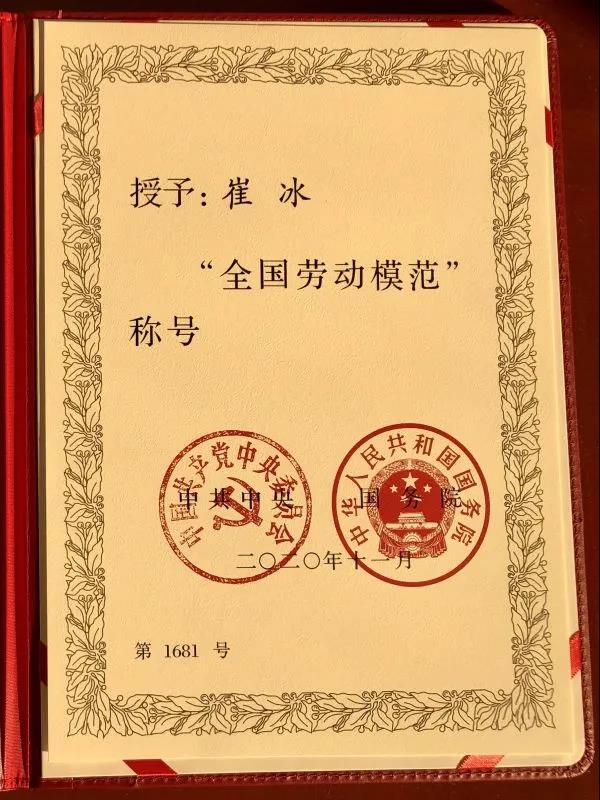 授予：崔 冰
“全国劳动模范”
称号
中国共产党中央委员会
中华人民共和国国务院
中共中央 国务院
二〇二〇年十一月
第 1681 号